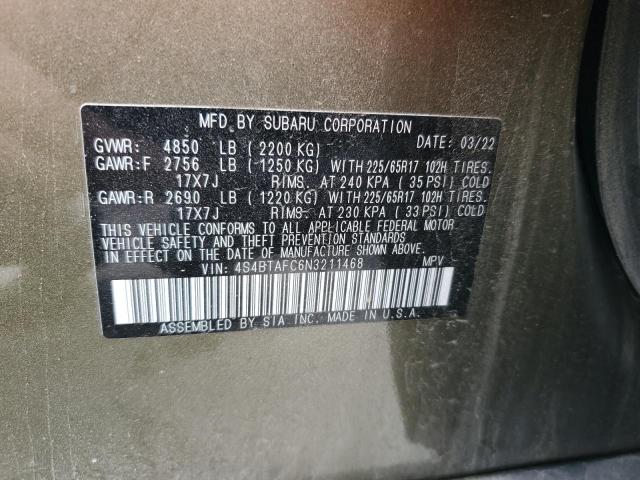 MFD. BY SUBARU CORPORATION
GVWR: 4850 LB (2200 KG) DATE: 03/22
GAWR:F 2756 LB (1250 KG) WITH 225/65R17 102H TIRES.
17X7J RIMS. AT 240 KPA (35 PSI) COLD
GAWR:R 2690 LB (1220 KG) WITH 225/65R17 102H TIRES.
17X7J RIMS. AT 230 KPA (33 PSI) COLD
THIS VEHICLE CONFORMS TO ALL APPLICABLE FEDERAL MOTOR
VEHICLE SAFETY AND THEFT PREVENTION STANDARDS
IN EFFECT ON THE DATE OF MANUFACTURE SHOWN ABOVE.
VIN: 4S4BTAFC6N3211468 MPV
ASSEMBLED BY SIA INC. IN U.S.A.